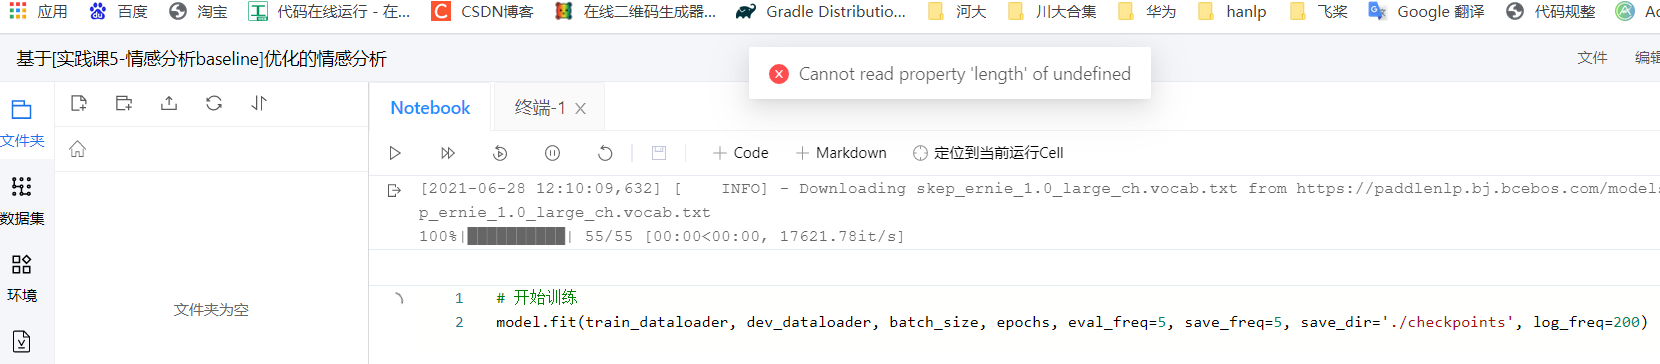 应用 百度 淘宝 代码在线运行 - 在... CSDN博客 在线二维码生成器... Gradle Distributio... 河大 川大合集 华为 hanlp 飞桨 Google 翻译 代码规整
基于[实践课5-情感分析baseline]优化的情感分析
Cannot read property 'length' of undefined
文件 编辑
文件夹
数据集
环境
文件夹为空
Notebook 终端-1
Code Markdown 定位到当前运行Cell
[2021-06-28 12:10:09,632] [    INFO] - Downloading skep_ernie_1.0_large_ch.vocab.txt from https://paddlenlp.bj.bcebos.com/models
p_ernie_1.0_large_ch.vocab.txt
100%|██████████| 55/55 [00:00<00:00, 17621.78it/s]
1 # 开始训练
2 model.fit(train_dataloader, dev_dataloader, batch_size, epochs, eval_freq=5, save_freq=5, save_dir='./checkpoints', log_freq=200)